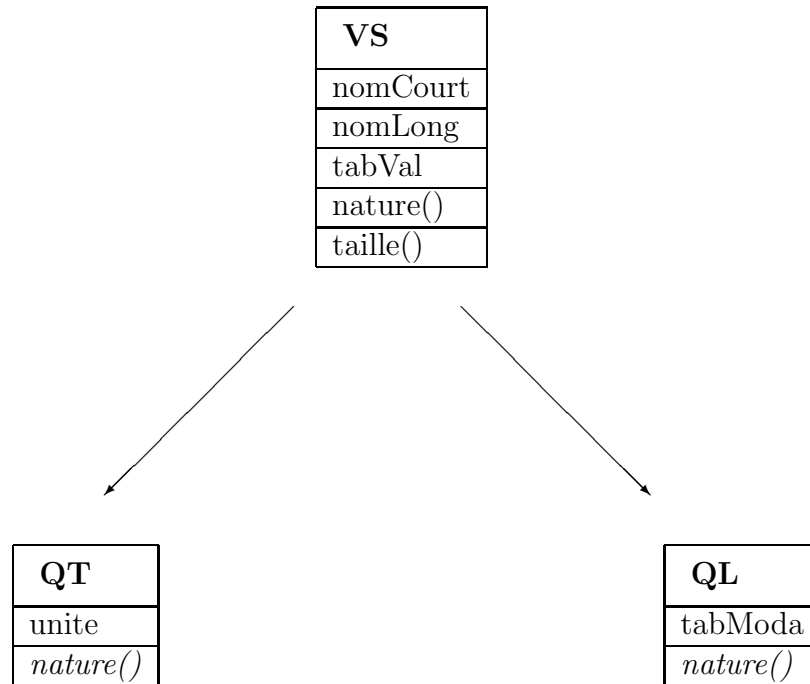 VS
nomCourt
nomLong
tabVal
nature()
taille()
QT
unite
nature()
QL
tabModa
nature()